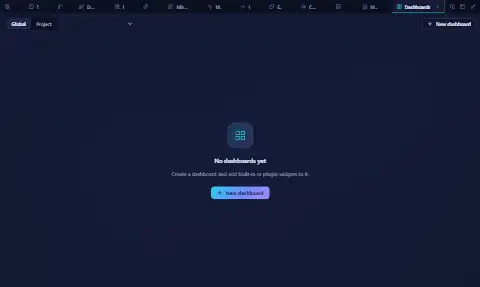 Dashboards
Global Project
New dashboard
No dashboards yet
Create a dashboard and add built-in or plugin widgets to it.
New dashboard